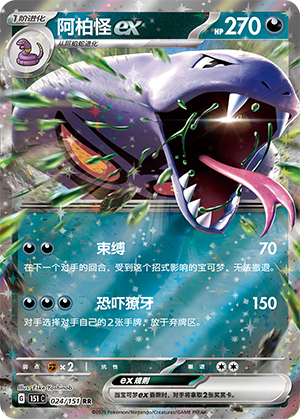 1阶进化
阿柏怪ex
HP270
从阿柏蛇进化
束缚 70
在下一个对手的回合，受到这个招式影响的宝可梦，无法撤退。
恐吓獠牙 150
对手选择对手自己的2张手牌，放于弃牌区。
弱点 ×2 抗性 撤退
ex规则
当宝可梦ex昏厥时，对手将拿取2张奖赏卡。
Illus. Eske Yoshinob
G 151 C 024/151 RR
©2025 Pokémon/Nintendo/Creatures/GAME FREAK